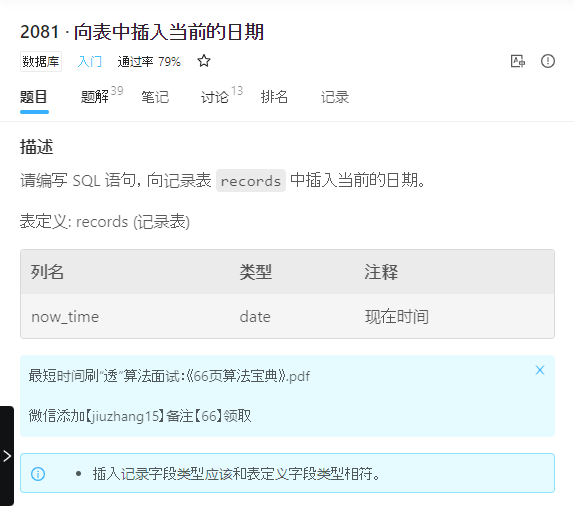 2081 · 向表中插入当前的日期
数据库 入门 通过率 79%
题目 题解 39 笔记 讨论 13 排名 记录
描述
请编写 SQL 语句，向记录表 records 中插入当前的日期。
表定义: records (记录表)
列名 类型 注释
now_time date 现在时间
最短时间刷“透”算法面试：《66页算法宝典》.pdf
微信添加【jiuzhang15】备注【66】领取
• 插入记录字段类型应该和表定义字段类型相符。